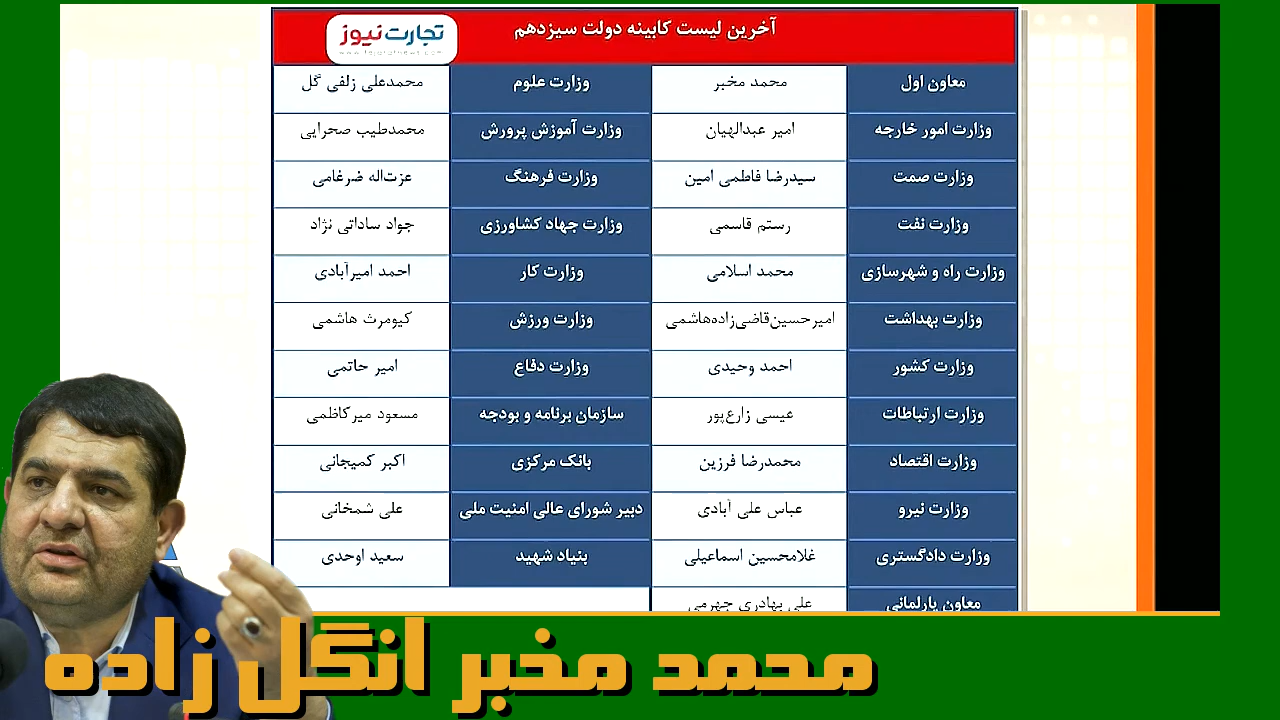 آخرین لیست کابینه دولت سیزدهم
تجارت‌نیوز
معاون اول محمد مخبر وزارت علوم محمدعلی زلفی گل
وزارت امور خارجه امیر عبدالهیان وزارت آموزش پرورش محمدطیب صحرایی
وزارت صمت سیدرضا فاطمی امین وزارت فرهنگ عزت‌اله ضرغامی
وزارت نفت رستم قاسمی وزارت جهاد کشاورزی جواد ساداتی نژاد
وزارت راه و شهرسازی محمد اسلامی وزارت کار احمد امیرآبادی
وزارت بهداشت امیرحسین‌قاضی‌زاده‌هاشمی وزارت ورزش کیومرث هاشمی
وزارت کشور احمد وحیدی وزارت دفاع امیر حاتمی
وزارت ارتباطات عیسی زارع‌پور سازمان برنامه و بودجه مسعود میرکاظمی
وزارت اقتصاد محمدرضا فرزین بانک مرکزی اکبر کمیجانی
وزارت نیرو عباس علی آبادی دبیر شورای عالی امنیت ملی علی شمخانی
وزارت دادگستری غلامحسین اسماعیلی بنیاد شهید سعید اوحدی
معاون پارلمانی علی بهادری جهرمی
محمد مخبر انگل زاده